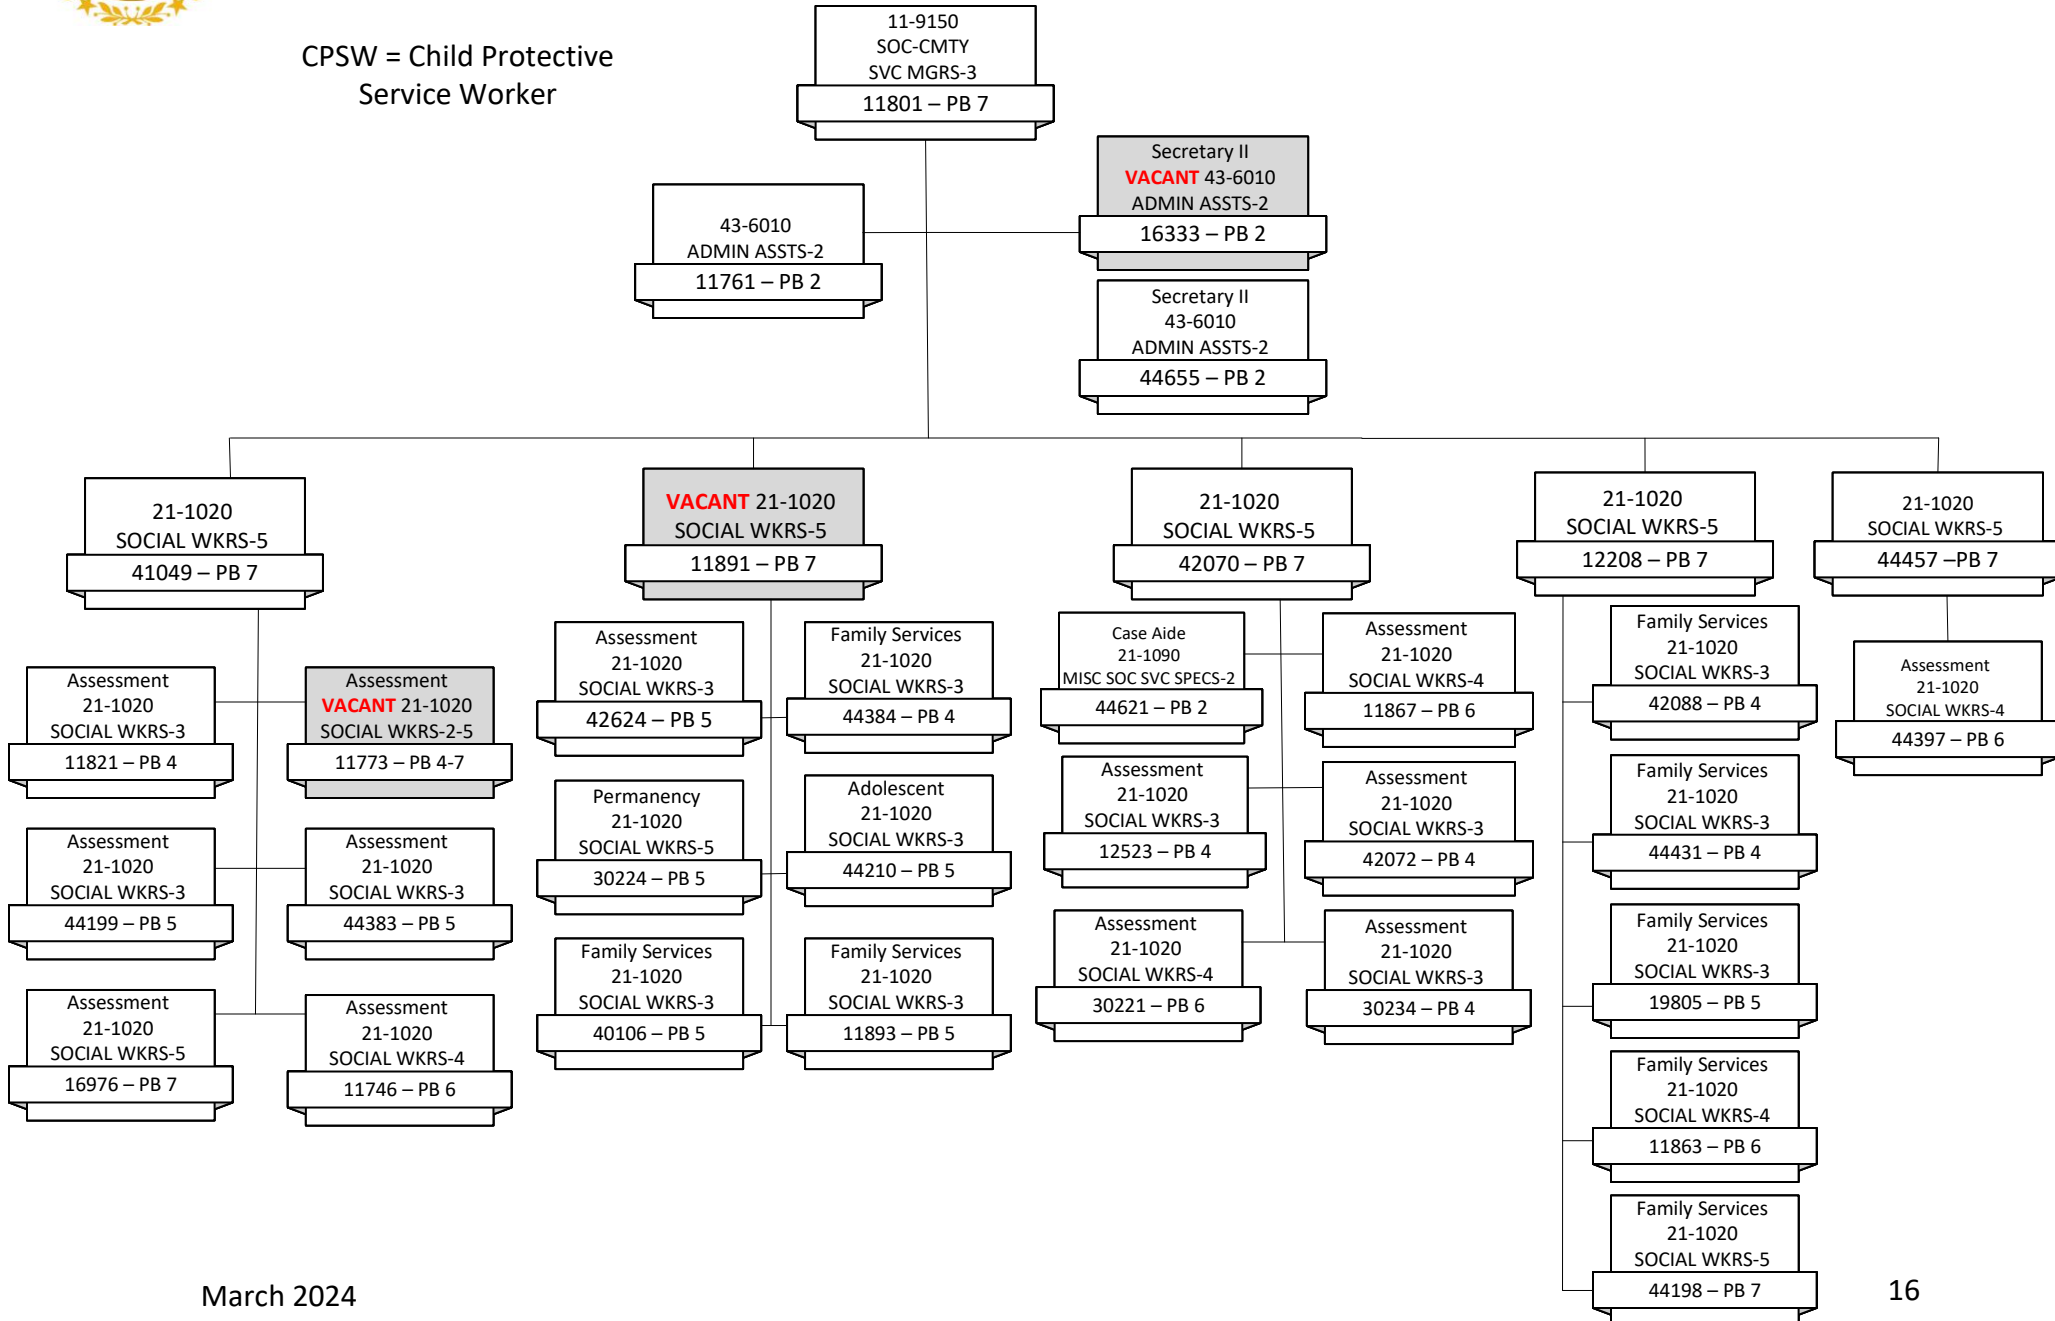 CPSW = Child Protective
Service Worker
11-9150
SOC-CMTY
SVC MGRS-3
11801 – PB 7
43-6010
ADMIN ASSTS-2
11761 – PB 2
Secretary II
VACANT 43-6010
ADMIN ASSTS-2
16333 – PB 2
Secretary II
43-6010
ADMIN ASSTS-2
44655 – PB 2
21-1020
SOCIAL WKRS-5
41049 – PB 7
Assessment
21-1020
SOCIAL WKRS-3
11821 – PB 4
Assessment
VACANT 21-1020
SOCIAL WKRS-2-5
11773 – PB 4-7
Assessment
21-1020
SOCIAL WKRS-3
44199 – PB 5
Assessment
21-1020
SOCIAL WKRS-3
44383 – PB 5
Assessment
21-1020
SOCIAL WKRS-5
16976 – PB 7
Assessment
21-1020
SOCIAL WKRS-4
11746 – PB 6
VACANT 21-1020
SOCIAL WKRS-5
11891 – PB 7
Assessment
21-1020
SOCIAL WKRS-3
42624 – PB 5
Family Services
21-1020
SOCIAL WKRS-3
44384 – PB 4
Permanency
21-1020
SOCIAL WKRS-5
30224 – PB 5
Adolescent
21-1020
SOCIAL WKRS-3
44210 – PB 5
Family Services
21-1020
SOCIAL WKRS-3
40106 – PB 5
Family Services
21-1020
SOCIAL WKRS-3
11893 – PB 5
21-1020
SOCIAL WKRS-5
42070 – PB 7
Case Aide
21-1090
MISC SOC SVC SPECS-2
44621 – PB 2
Assessment
21-1020
SOCIAL WKRS-4
11867 – PB 6
Assessment
21-1020
SOCIAL WKRS-3
12523 – PB 4
Assessment
21-1020
SOCIAL WKRS-3
42072 – PB 4
Assessment
21-1020
SOCIAL WKRS-4
30221 – PB 6
Assessment
21-1020
SOCIAL WKRS-3
30234 – PB 4
21-1020
SOCIAL WKRS-5
12208 – PB 7
Family Services
21-1020
SOCIAL WKRS-3
42088 – PB 4
Family Services
21-1020
SOCIAL WKRS-3
44431 – PB 4
Family Services
21-1020
SOCIAL WKRS-3
19805 – PB 5
Family Services
21-1020
SOCIAL WKRS-4
11863 – PB 6
Family Services
21-1020
SOCIAL WKRS-5
44198 – PB 7
21-1020
SOCIAL WKRS-5
44457 –PB 7
Assessment
21-1020
SOCIAL WKRS-4
44397 – PB 6
March 2024
16